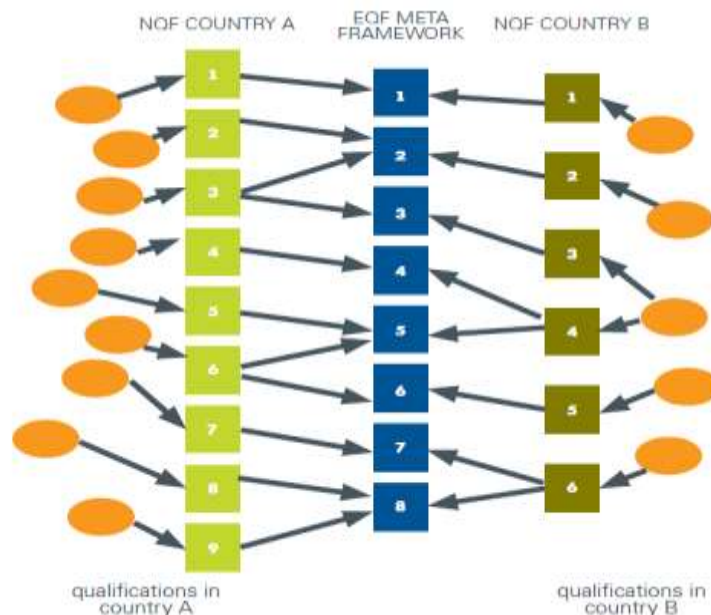 NQF COUNTRY A
EQF META
FRAMEWORK
NQF COUNTRY B
1
2
3
4
5
6
7
8
9
1
2
3
4
5
6
7
8
1
2
3
4
5
6
qualifications in
country A
qualifications in
country B